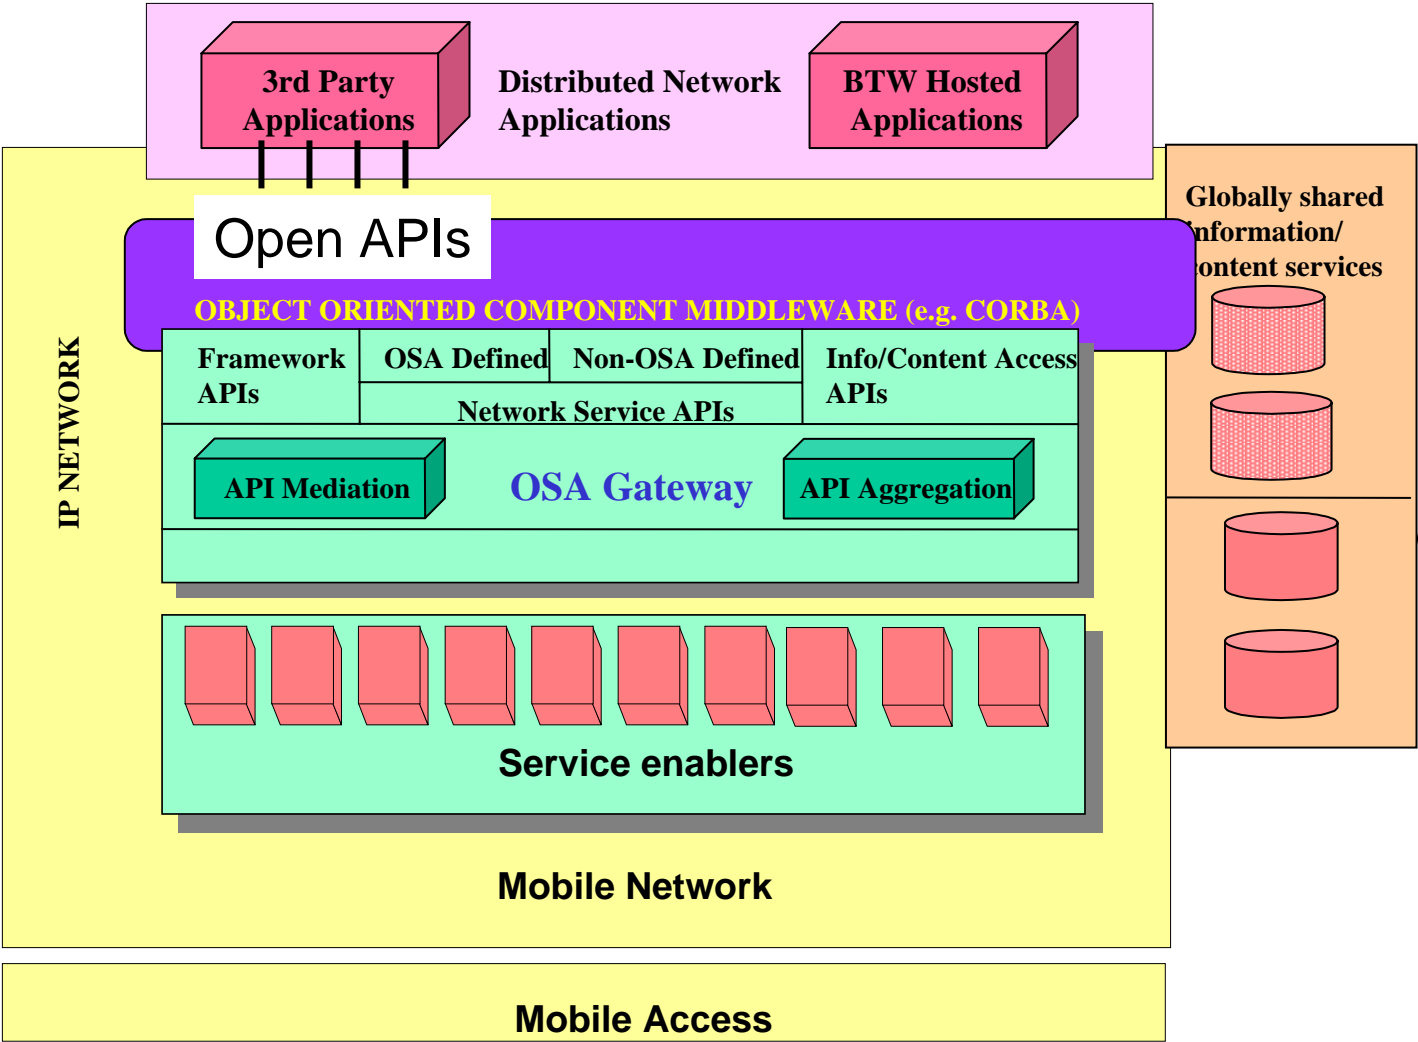 3rd Party
Applications
Distributed Network
Applications
BTW Hosted
Applications
Open APIs
Globally shared
information/
content services
OBJECT ORIENTED COMPONENT MIDDLEWARE (e.g. CORBA)
IP NETWORK
Framework
APIs
OSA Defined
Non-OSA Defined
Network Service APIs
Info/Content Access
APIs
API Mediation
OSA Gateway
API Aggregation
Service enablers
Mobile Network
Mobile Access